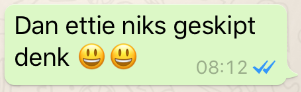 Dan ettie niks geskipt
denk 😃😃
08:12